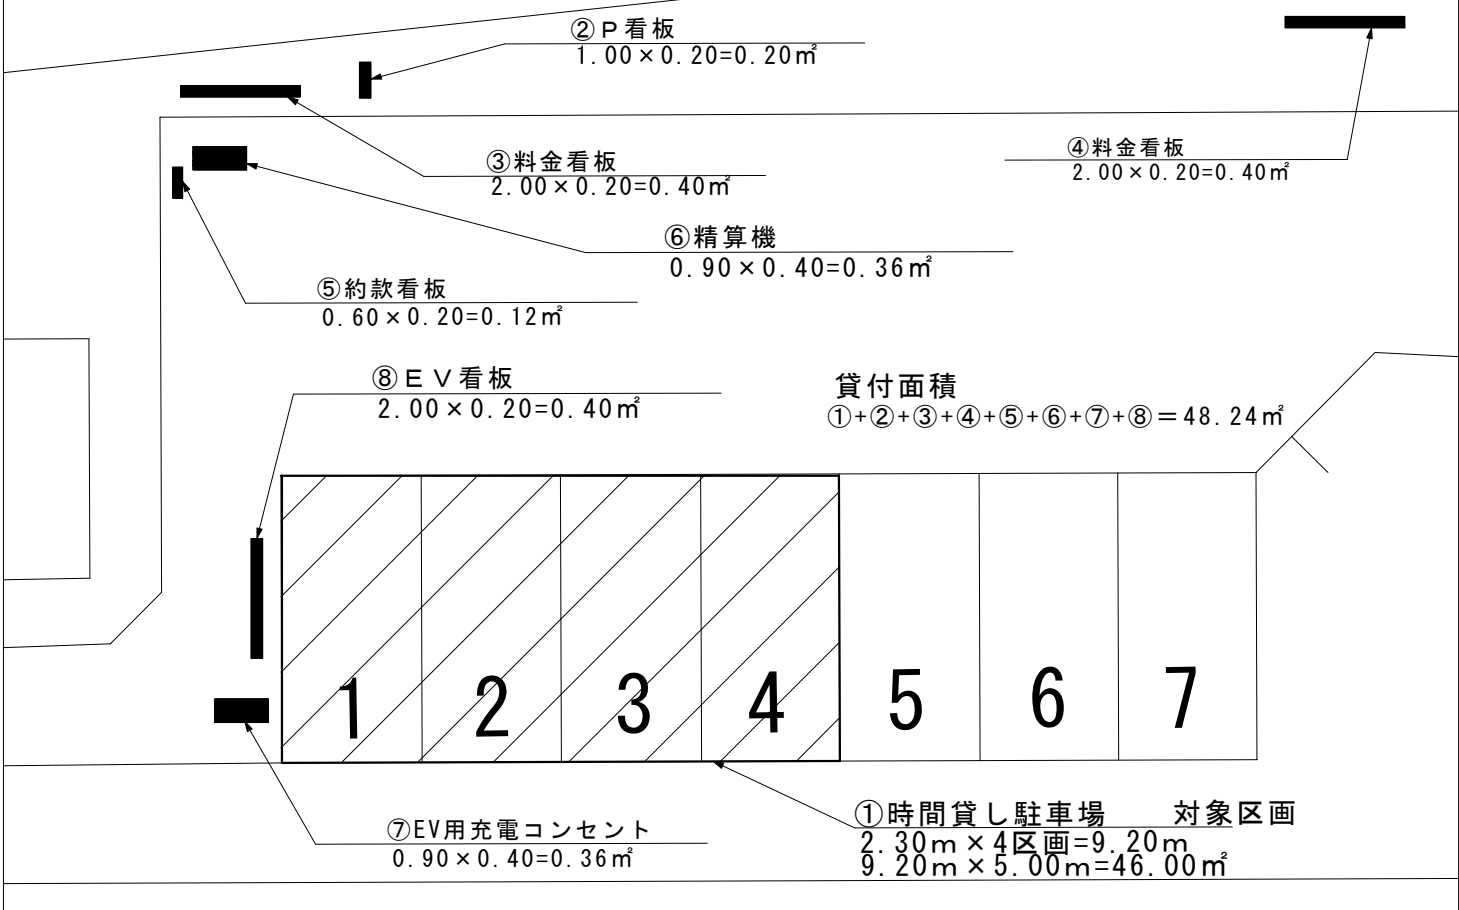 ②Ｐ看板
1.00×0.20=0.20㎡
③料金看板
2.00×0.20=0.40㎡
④料金看板
2.00×0.20=0.40㎡
⑥精算機
0.90×0.40=0.36㎡
⑤約款看板
0.60×0.20=0.12㎡
⑧ＥＶ看板
2.00×0.20=0.40㎡
貸付面積
①+②+③+④+⑤+⑥+⑦+⑧＝48.24㎡
1 2 3 4 5 6 7
⑦EV用充電コンセント
0.90×0.40=0.36㎡
①時間貸し駐車場　対象区画
2.30ｍ×4区画=9.20ｍ
9.20ｍ×5.00ｍ=46.00㎡